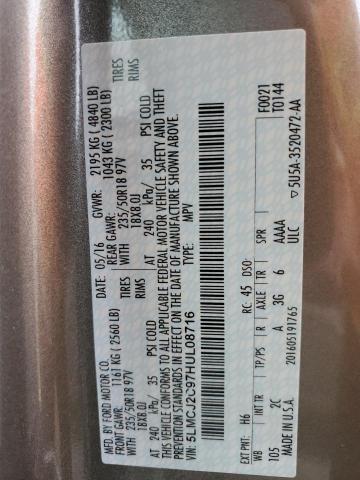 MFD. BY FORD MOTOR CO.
DATE: 05/16 GVWR: 2195 KG ( 4840 LB)
FRONT GAWR: 1161 KG ( 2560 LB) REAR GAWR: 1043 KG ( 2300 LB)
WITH 235/50R18 97V TIRES WITH 235/50R18 97V TIRES
18X8.0J RIMS 18X8.0J RIMS
AT 240 kPa/ 35 PSI COLD AT 240 kPa/ 35 PSI COLD
THIS VEHICLE CONFORMS TO ALL APPLICABLE FEDERAL MOTOR VEHICLE SAFETY AND THEFT
PREVENTION STANDARDS IN EFFECT ON THE DATE OF MANUFACTURE SHOWN ABOVE.
VIN: 5LMCJ2C97HUL08716 TYPE: MPV
F0021
T0144
EXT PNT: H6 RC: 45 DSO:
WB INT TR TP/PS R AXLE TR SPR
105 2C A 3G 6 AAAA
MADE IN U.S.A. 201605191765 ULC ▽5U5A-3520472-AA